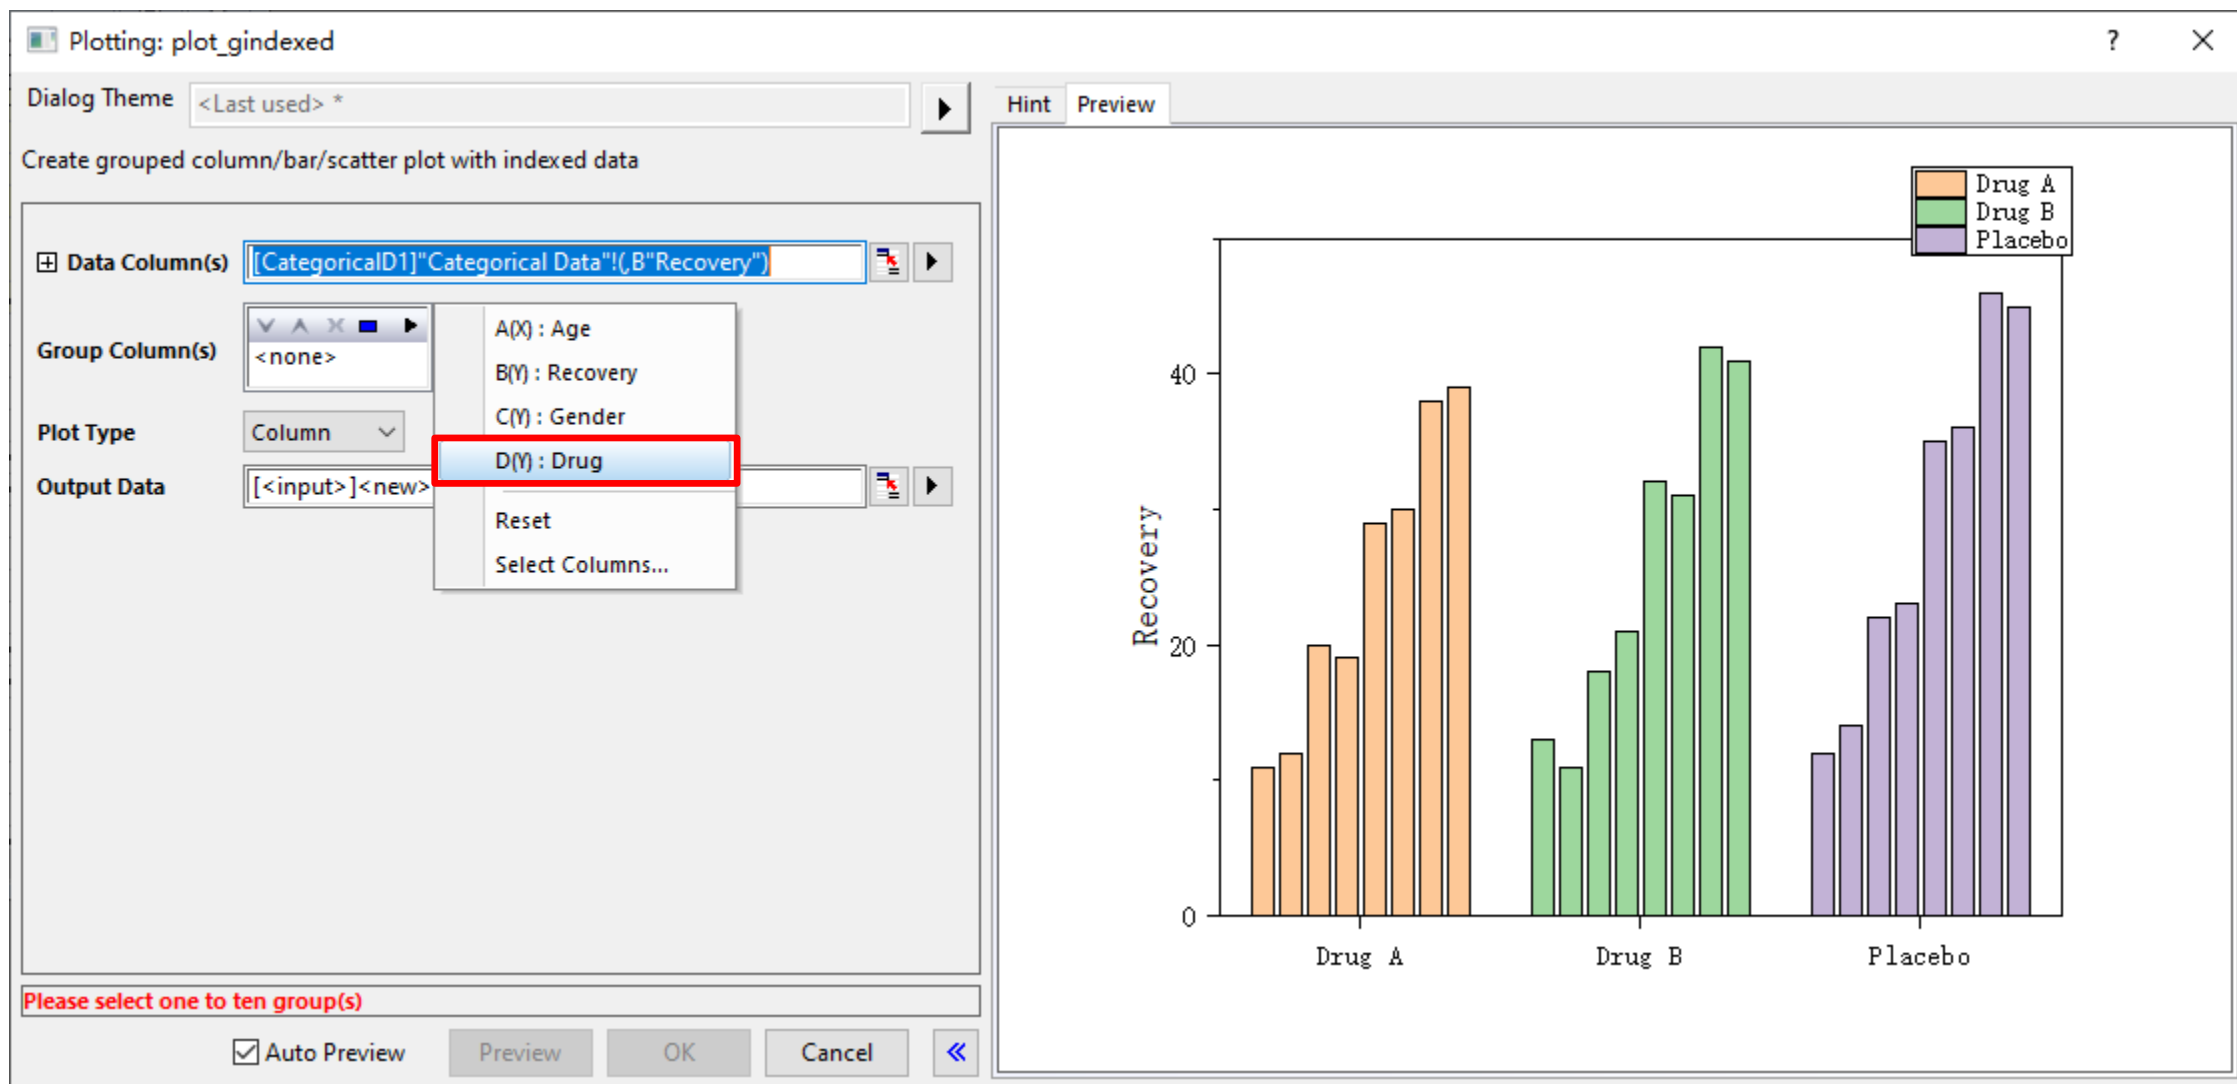 Plotting: plot_gindexed
?
Dialog Theme
<Last used> *
Hint
Preview
Create grouped column/bar/scatter plot with indexed data
Data Column(s)
[CategoricalD1]"Categorical Data"!(,B"Recovery")
Group Column(s)
<none>
A(X) : Age
B(Y) : Recovery
C(Y) : Gender
D(Y) : Drug
Reset
Select Columns...
Plot Type
Column
Output Data
[<input>]<new>
Please select one to ten group(s)
Auto Preview
Preview
OK
Cancel
Drug A
Drug B
Placebo
Recovery
40
20
0
Drug A
Drug B
Placebo